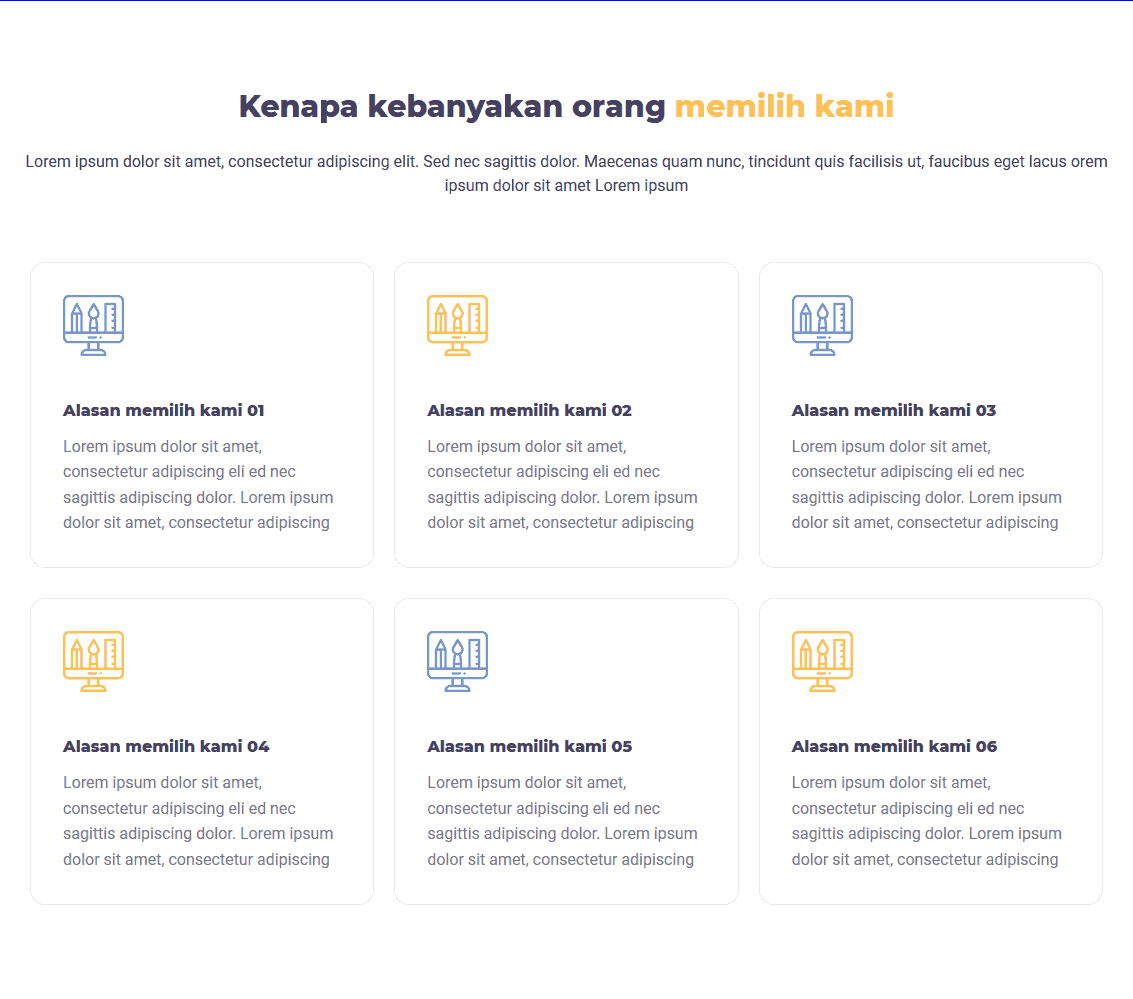 Kenapa kebanyakan orang memilih kami
Lorem ipsum dolor sit amet, consectetur adipiscing elit. Sed nec sagittis dolor. Maecenas quam nunc, tincidunt quis facilisis ut, faucibus eget lacus orem
ipsum dolor sit amet Lorem ipsum
Alasan memilih kami 01
Lorem ipsum dolor sit amet,
consectetur adipiscing eli ed nec
sagittis adipiscing dolor. Lorem ipsum
dolor sit amet, consectetur adipiscing
Alasan memilih kami 02
Lorem ipsum dolor sit amet,
consectetur adipiscing eli ed nec
sagittis adipiscing dolor. Lorem ipsum
dolor sit amet, consectetur adipiscing
Alasan memilih kami 03
Lorem ipsum dolor sit amet,
consectetur adipiscing eli ed nec
sagittis adipiscing dolor. Lorem ipsum
dolor sit amet, consectetur adipiscing
Alasan memilih kami 04
Lorem ipsum dolor sit amet,
consectetur adipiscing eli ed nec
sagittis adipiscing dolor. Lorem ipsum
dolor sit amet, consectetur adipiscing
Alasan memilih kami 05
Lorem ipsum dolor sit amet,
consectetur adipiscing eli ed nec
sagittis adipiscing dolor. Lorem ipsum
dolor sit amet, consectetur adipiscing
Alasan memilih kami 06
Lorem ipsum dolor sit amet,
consectetur adipiscing eli ed nec
sagittis adipiscing dolor. Lorem ipsum
dolor sit amet, consectetur adipiscing